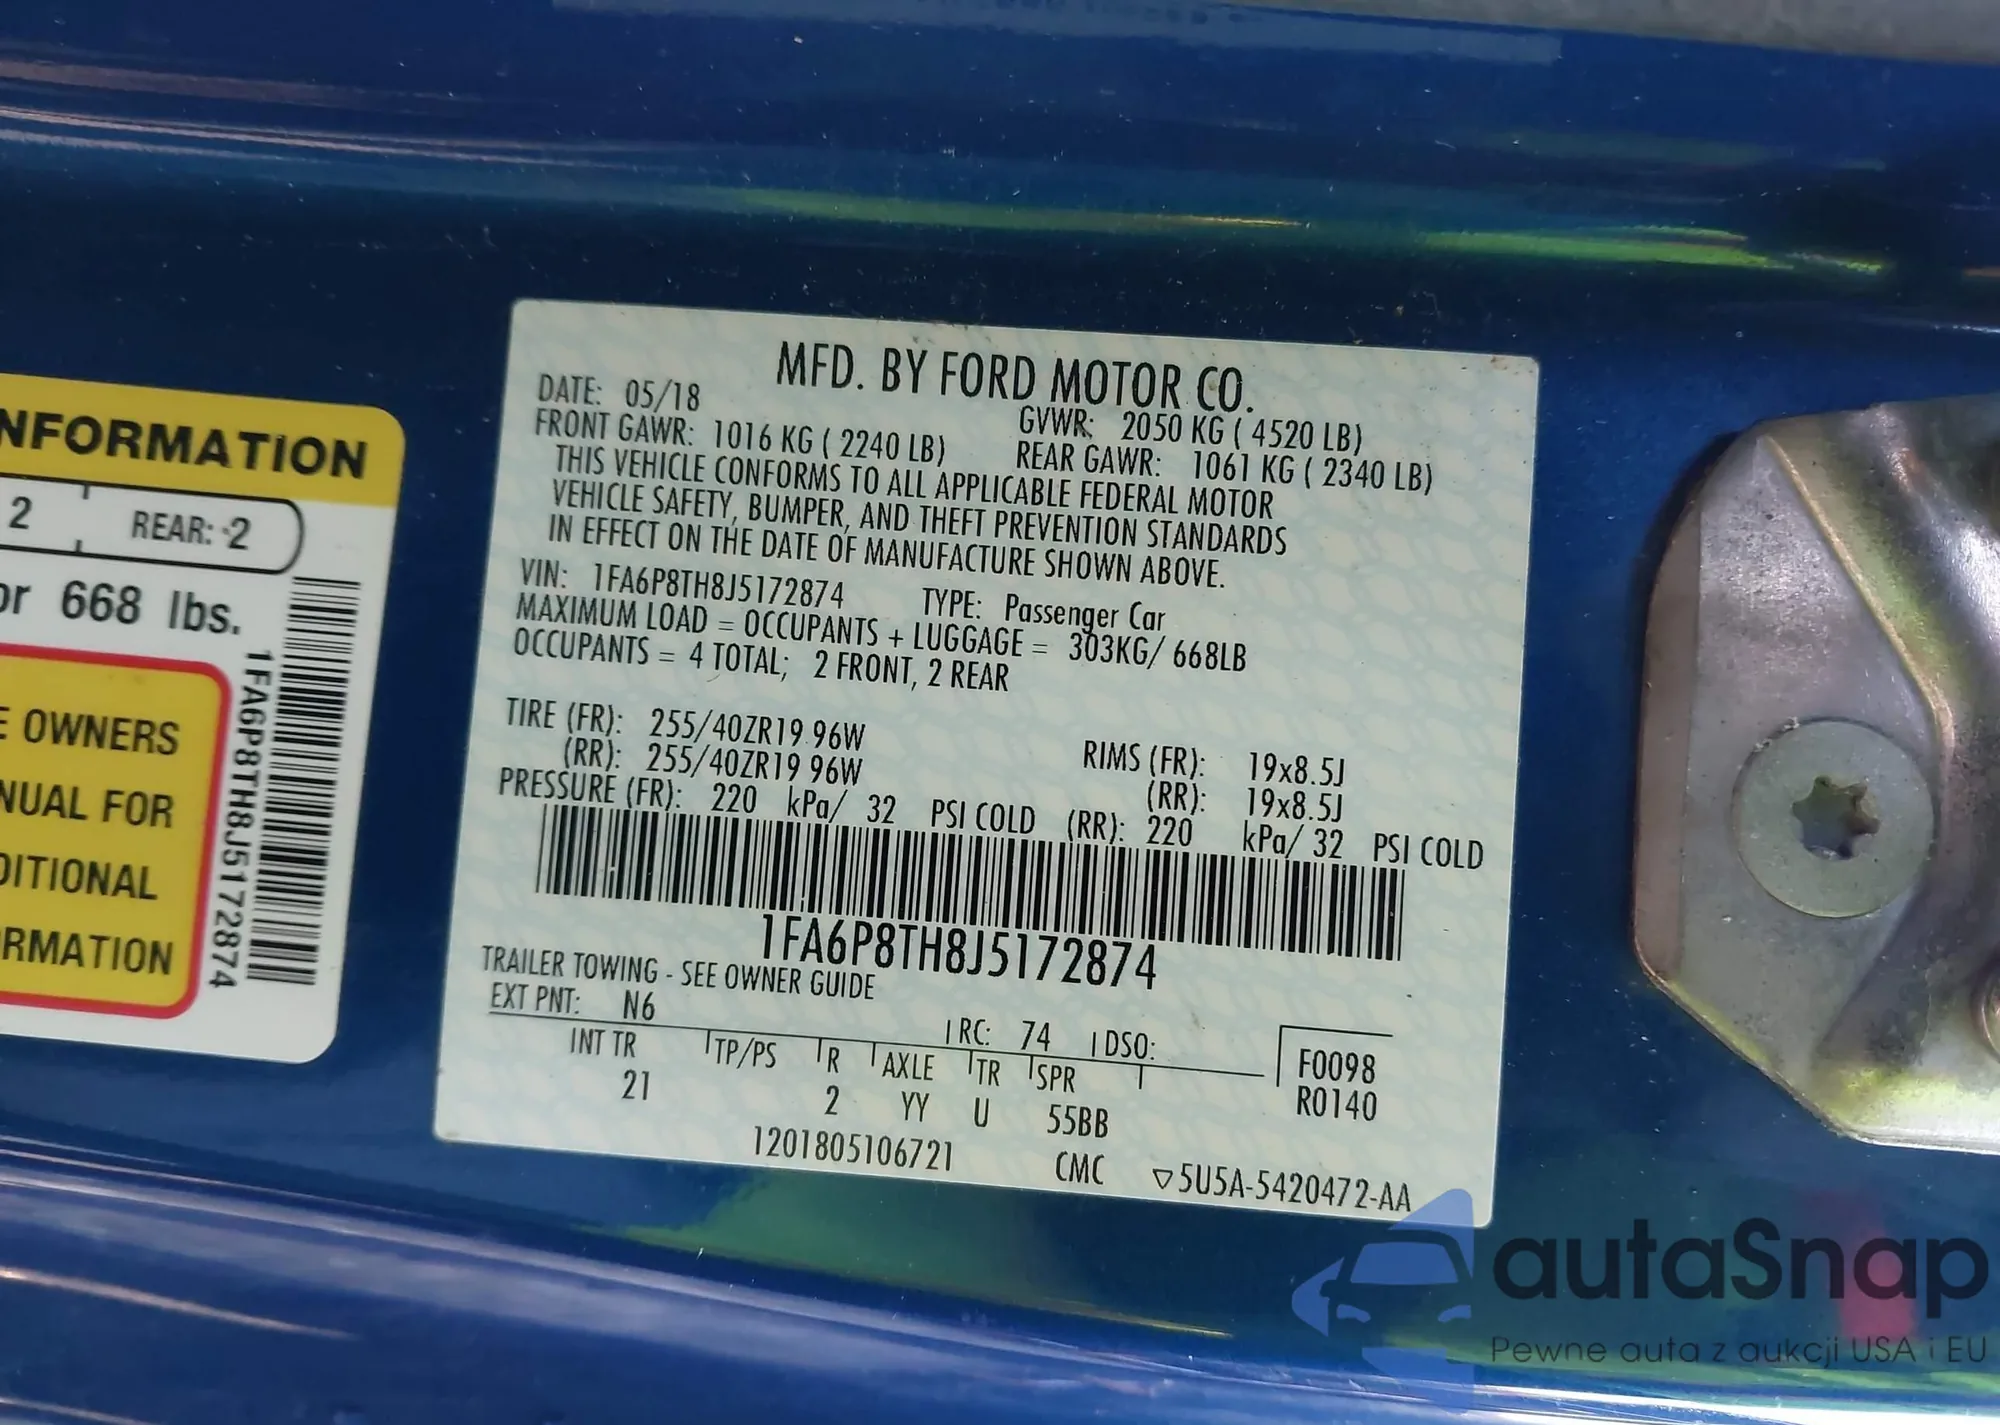 NFORMATION
2 REAR: 2
or 668 lbs.
E OWNERS
NUAL FOR
DITIONAL
RMATION
1FA6P8TH8J5172874
MFD. BY FORD MOTOR CO.
DATE: 05/18 GVWR: 2050 KG ( 4520 LB)
FRONT GAWR: 1016 KG ( 2240 LB) REAR GAWR: 1061 KG ( 2340 LB)
THIS VEHICLE CONFORMS TO ALL APPLICABLE FEDERAL MOTOR
VEHICLE SAFETY, BUMPER, AND THEFT PREVENTION STANDARDS
IN EFFECT ON THE DATE OF MANUFACTURE SHOWN ABOVE.
VIN: 1FA6P8TH8J5172874 TYPE: Passenger Car
MAXIMUM LOAD = OCCUPANTS + LUGGAGE = 303KG/ 668LB
OCCUPANTS = 4 TOTAL; 2 FRONT, 2 REAR
TIRE (FR): 255/40ZR19 96W RIMS (FR): 19x8.5J
(RR): 255/40ZR19 96W (RR): 19x8.5J
PRESSURE (FR): 220 kPa/ 32 PSI COLD (RR): 220 kPa/ 32 PSI COLD
1FA6P8TH8J5172874
TRAILER TOWING - SEE OWNER GUIDE
EXT PNT: N6 RC: 74 DSO:
INT TR TP/PS R AXLE TR SPR F0098
21 2 YY U 55BB R0140
1201805106721 CMC ▽5U5A-5420472-AA
autaSnap
Pewne auta z aukcji USA i EU